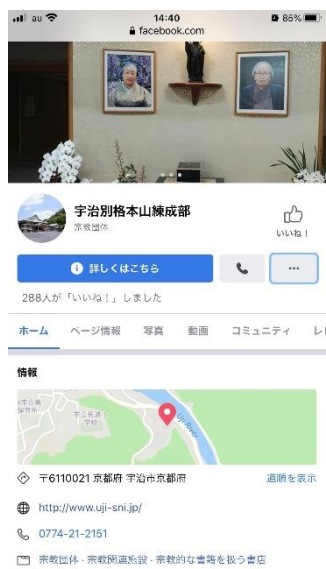 au 14:40 85%
facebook.com
宇治別格本山練成部
宗教団体
いいね!
詳しくはこちら
288人が「いいね!」しました
ホーム ページ情報 写真 動画 コミュニティ レ
情報
Uji River
〒6110021 京都府 宇治市京都府 道順を表示
http://www.uji-sni.jp/
0774-21-2151
宗教団体・宗教関連施設・宗教的な書籍を扱う書店